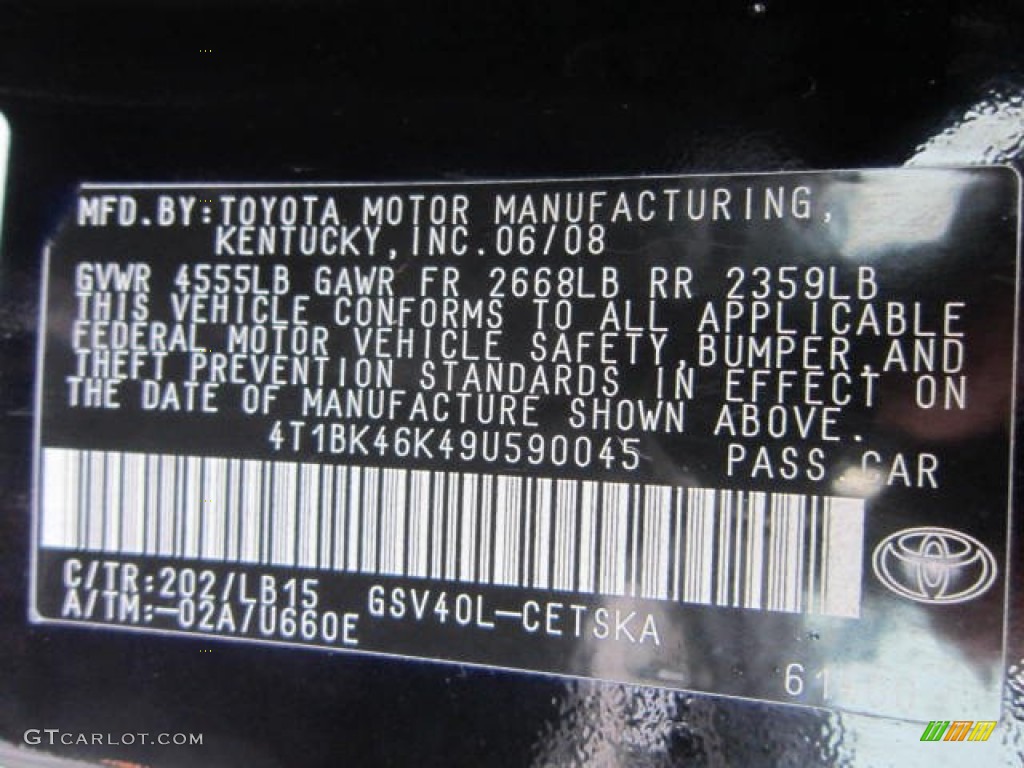 MFD.BY:TOYOTA MOTOR MANUFACTURING,
KENTUCKY,INC.06/08
GVWR 4555LB GAWR FR 2668LB RR 2359LB
THIS VEHICLE CONFORMS TO ALL APPLICABLE
FEDERAL MOTOR VEHICLE SAFETY,BUMPER,AND
THEFT PREVENTION STANDARDS IN EFFECT ON
THE DATE OF MANUFACTURE SHOWN ABOVE.
4T1BK46K49U590045 PASS.CAR
C/TR:202/LB15 GSV40L-CETSKA
A/TM:-02A/U660E
GTCARLOT.COM